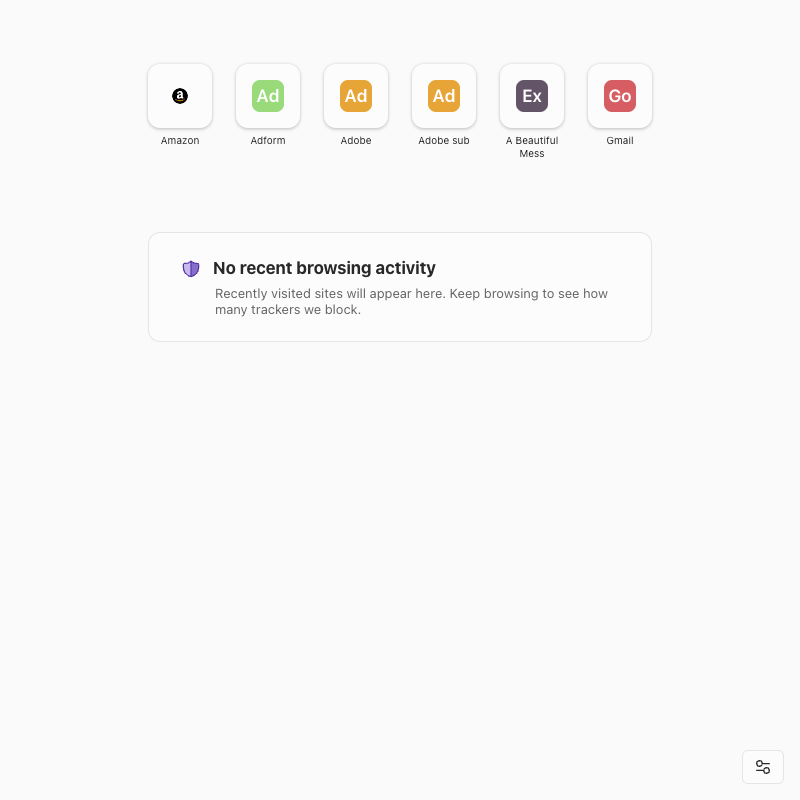 a
Ad
Ad
Ad
Ex
Go
Amazon
Adform
Adobe
Adobe sub
A Beautiful
Mess
Gmail
No recent browsing activity
Recently visited sites will appear here. Keep browsing to see how
many trackers we block.